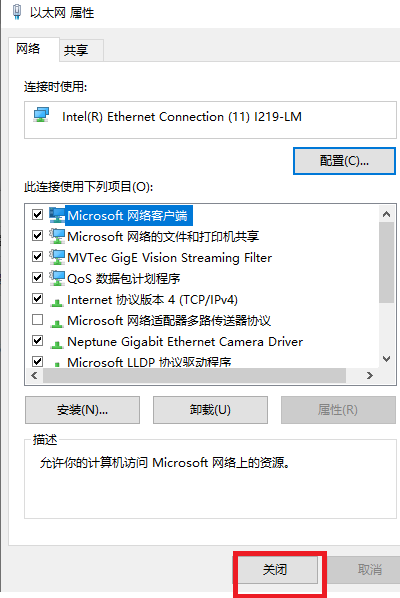 以太网 属性
网络 共享
连接时使用:
Intel(R) Ethernet Connection (11) I219-LM
配置(C)...
此连接使用下列项目(O):
Microsoft 网络客户端
Microsoft 网络的文件和打印机共享
MVTec GigE Vision Streaming Filter
QoS 数据包计划程序
Internet 协议版本 4 (TCP/IPv4)
Microsoft 网络适配器多路传送器协议
Neptune Gigabit Ethernet Camera Driver
Microsoft LLDP 协议驱动程序
安装(N)... 卸载(U) 属性(R)
描述
允许你的计算机访问 Microsoft 网络上的资源。
关闭 取消